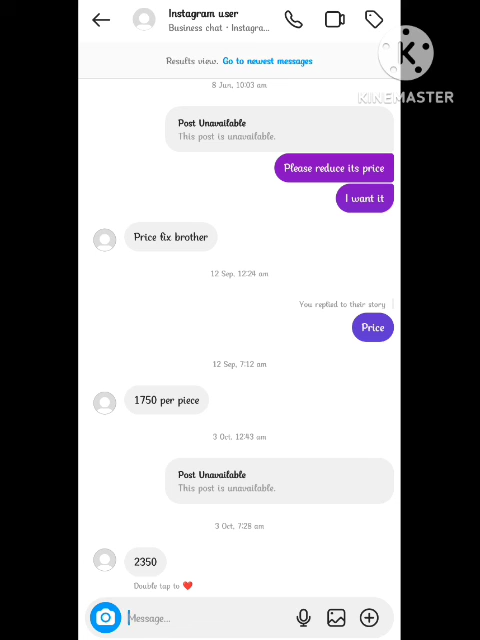 Instagram user
Business chat · Instagra...
KINEMASTER
Results view. Go to newest messages
8 Jun, 10:03 am
Post Unavailable
This post is unavailable.
Please reduce its price
I want it
Price fix brother
12 Sep, 12:24 am
You replied to their story
Price
12 Sep, 7:12 am
1750 per piece
3 Oct, 12:43 am
Post Unavailable
This post is unavailable.
3 Oct, 7:28 am
2350
Double tap to ❤️
Message...